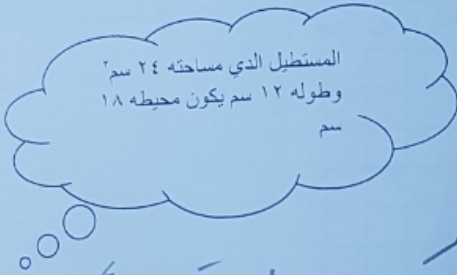 المستطيل الذي مساحته ٢٤ سم٢
وطوله ١٢ سم يكون محيطه ١٨
سم